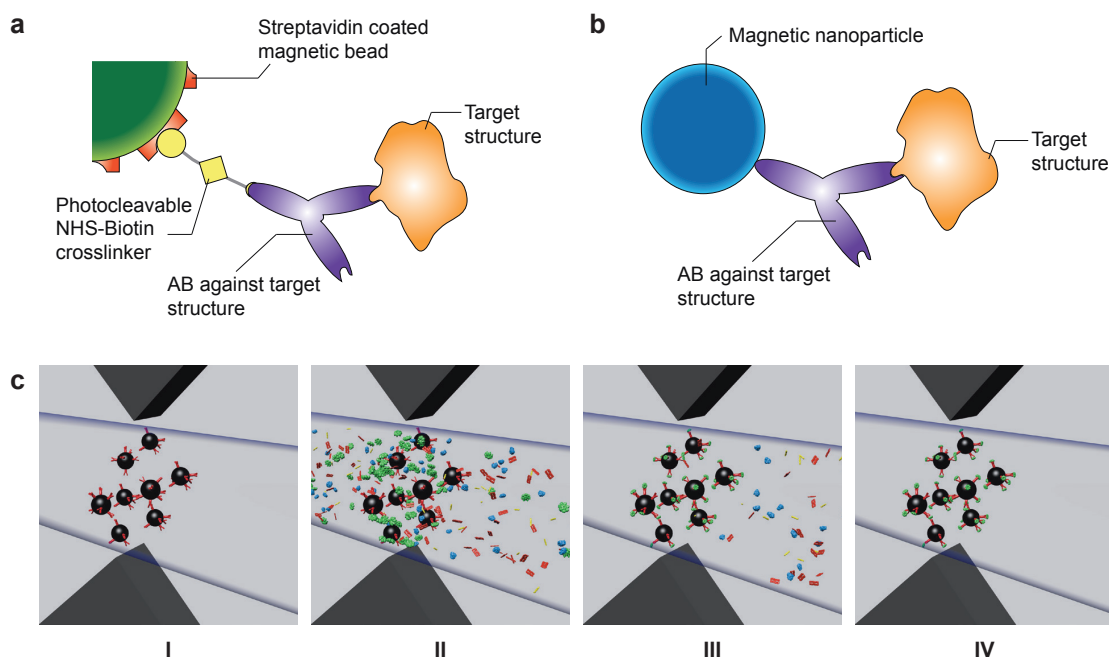 a
Streptavidin coated
magnetic bead
Target
structure
Photocleavable
NHS-Biotin
crosslinker
AB against target
structure
b
Magnetic nanoparticle
Target
structure
AB against target
structure
c
I
II
III
IV